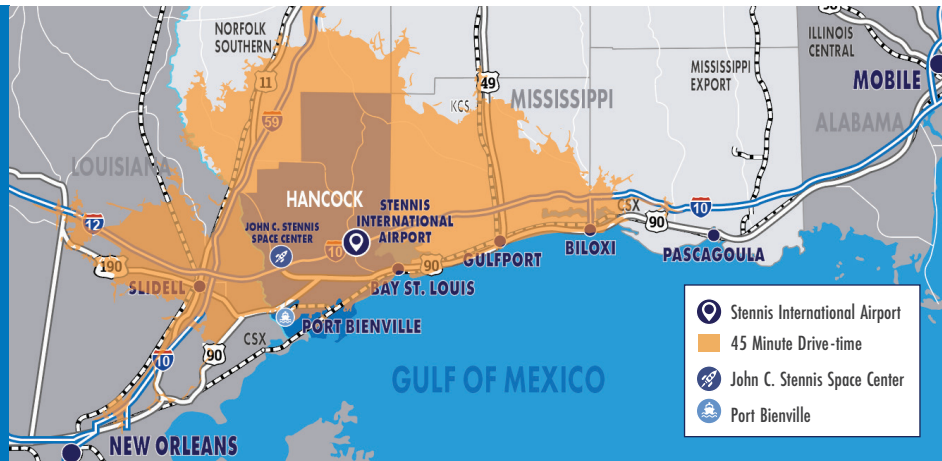 NORFOLK
SOUTHERN
ILLINOIS
CENTRAL
MISSISSIPPI
EXPORT
MOBILE
11
49
KCS
MISSISSIPPI
59
ALABAMA
LOUISIANA
HANCOCK
STENNIS
INTERNATIONAL
AIRPORT
JOHN C. STENNIS
SPACE CENTER
12
10
CSX
90
10
190
SLIDELL
BAY ST. LOUIS
90
GULFPORT
BILOXI
PASCAGOULA
PORT BIENVILLE
CSX
90
10
GULF OF MEXICO
NEW ORLEANS
Stennis International Airport
45 Minute Drive-time
John C. Stennis Space Center
Port Bienville